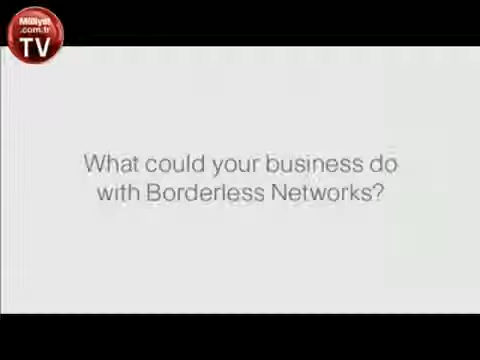 Milliyet
.com.tr
TV
What could your business do
with Borderless Networks?